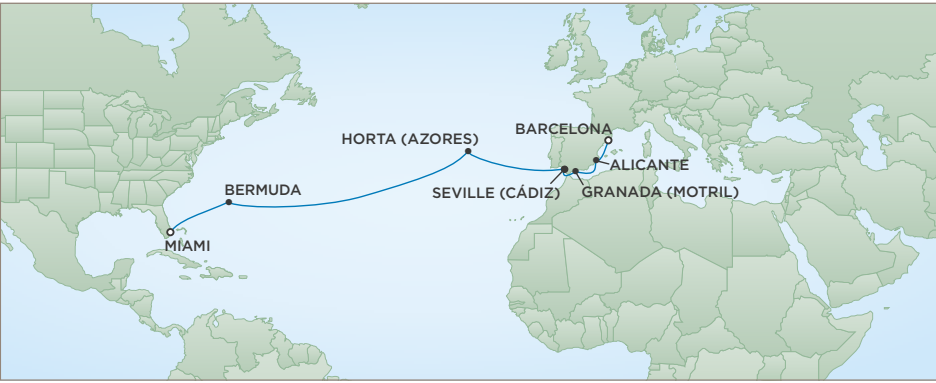 BARCELONA
HORTA (AZORES)
ALICANTE
BERMUDA
SEVILLE (CÁDIZ)
GRANADA (MOTRIL)
MIAMI